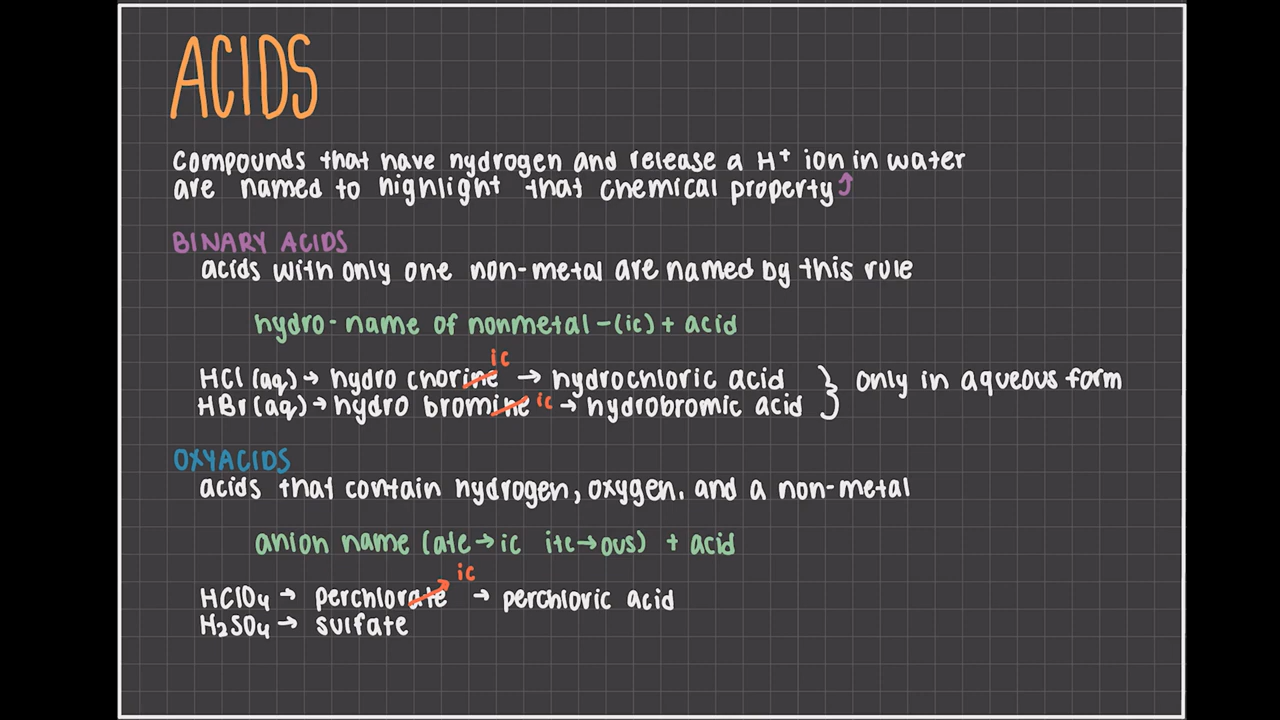 ACIDS
compounds that have hydrogen and release a H⁺ ion in water
are named to highlight that chemical property ⤴
BINARY ACIDS
acids with only one non-metal are named by this rule
hydro-name of nonmetal -(ic) + acid
HCl (aq) → hydro chorine ic → hydrochloric acid } only in aqueous form
HBr (aq) → hydro bromine ic → hydrobromic acid
OXYACIDS
acids that contain hydrogen, oxygen, and a non-metal
anion name (ate → ic ite → ous) + acid
HClO₄ → perchlorate ic → perchloric acid
H₂SO₄ → sulfate